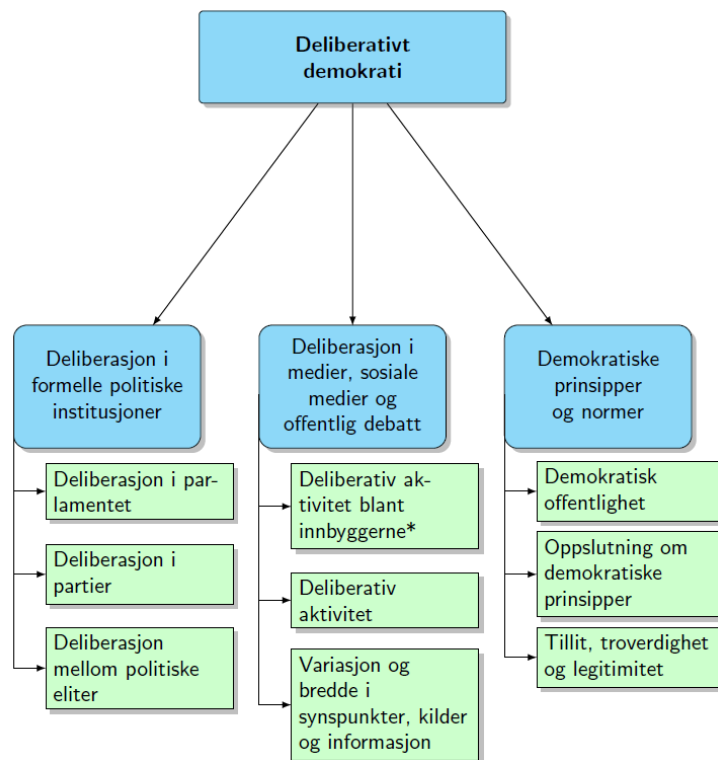 Deliberativt
demokrati
Deliberasjon i
formelle politiske
institusjoner
Deliberasjon i par-
lamentet
Deliberasjon i
partier
Deliberasjon
mellom politiske
eliter
Deliberasjon i
medier, sosiale
medier og
offentlig debatt
Deliberativ ak-
tivitet blant
innbyggerne*
Deliberativ
aktivitet
Variasjon og
bredde i
synspunkter, kilder
og informasjon
Demokratiske
prinsipper
og normer
Demokratisk
offentlighet
Oppslutning om
demokratiske
prinsipper
Tillit, troverdighet
og legitimitet